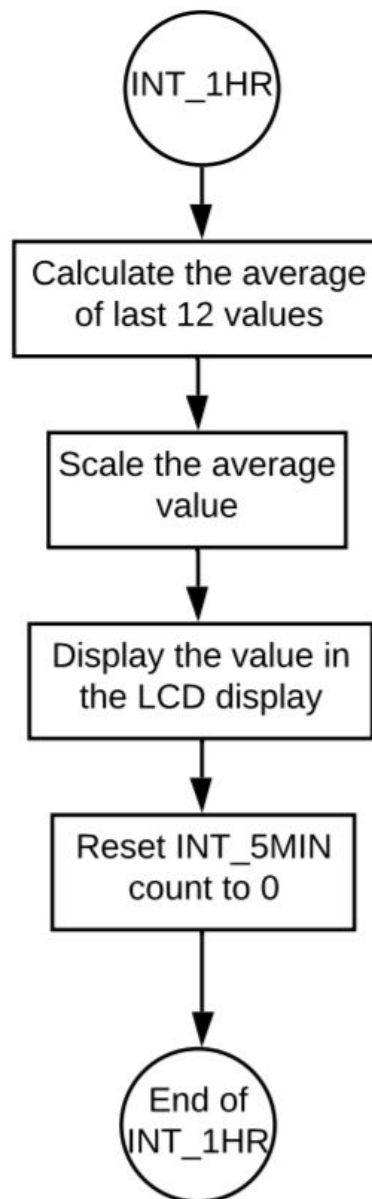 INT_1HR
Calculate the average
of last 12 values
Scale the average
value
Display the value in
the LCD display
Reset INT_5MIN
count to 0
End of
INT_1HR